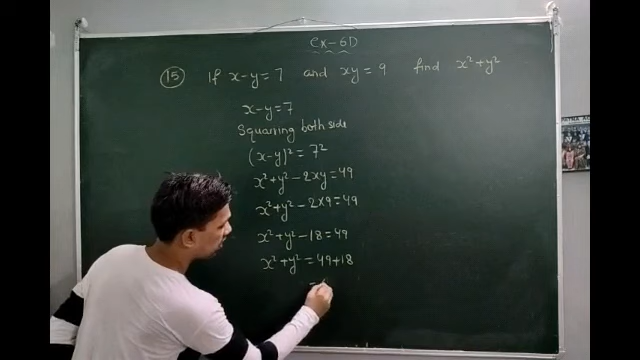 ex-6D
15 If x-y=7 and xy=9 find x²+y²
x-y=7
Squaring both side
(x-y)²=7²
x²+y²-2xy=49
x²+y²-2×9=49
x²+y²-18=49
x²+y²=49+18
=